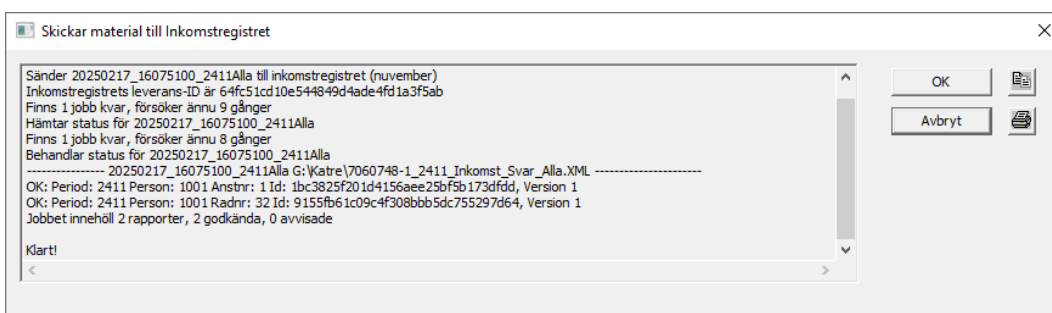 Skickar material till Inkomstregistret
Sänder 20250217_16075100_2411Alla till inkomstregistret (nuvember)
Inkomstregistrets leverans-ID är 64fc51cd10e544849d4ade4fd1a3f5ab
Finns 1 jobb kvar, försöker ännu 9 gånger
Hämtar status för 20250217_16075100_2411Alla
Finns 1 jobb kvar, försöker ännu 8 gånger
Behandlar status för 20250217_16075100_2411Alla
---------------- 20250217_16075100_2411Alla G:\Katre\7060748-1_2411_Inkomst_Svar_Alla.XML ----------------------
OK: Period: 2411 Person: 1001 Anstnr: 1 Id: 1bc3825f201d4156aee25bf5b173dfdd, Version 1
OK: Period: 2411 Person: 1001 Radnr: 32 Id: 9155fb61c09c4f308bbb5dc755297d64, Version 1
Jobbet innehöll 2 rapporter, 2 godkända, 0 avvisade
Klart!
OK
Avbryt